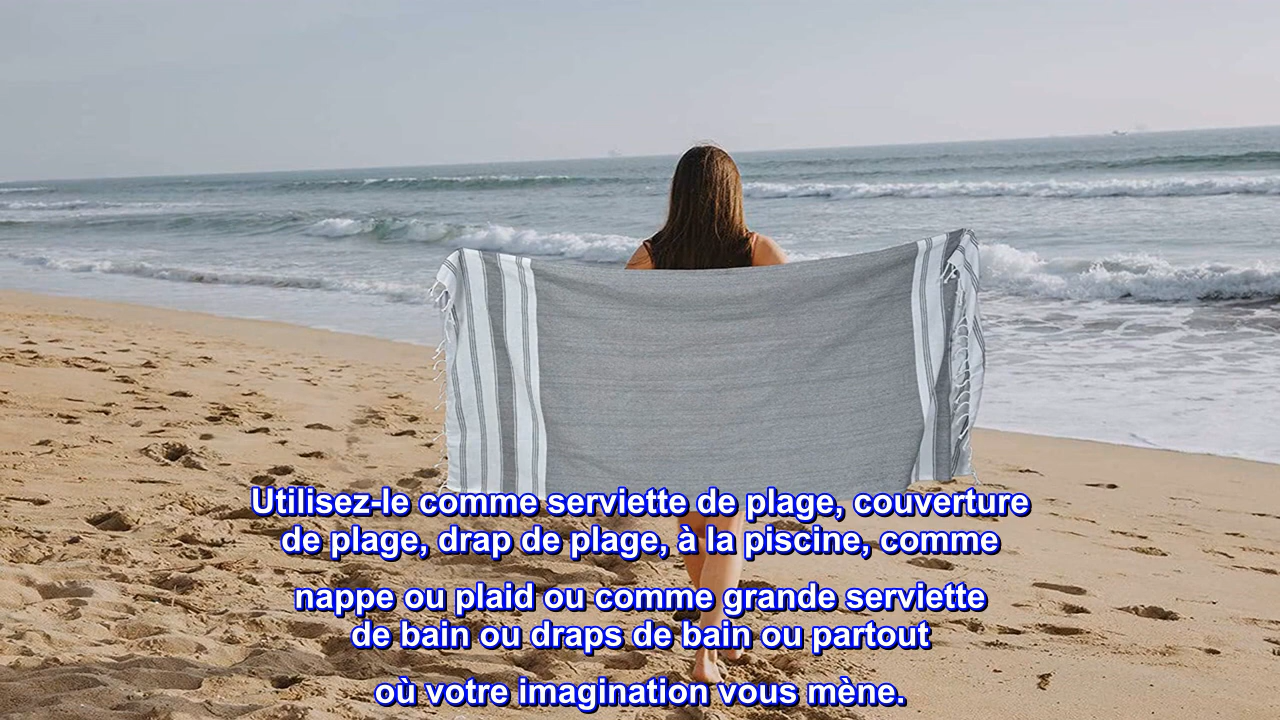 Utilisez-le comme serviette de plage, couverture
de plage, drap de plage, à la piscine, comme
nappe ou plaid ou comme grande serviette
de bain ou draps de bain ou partout
où votre imagination vous mène.